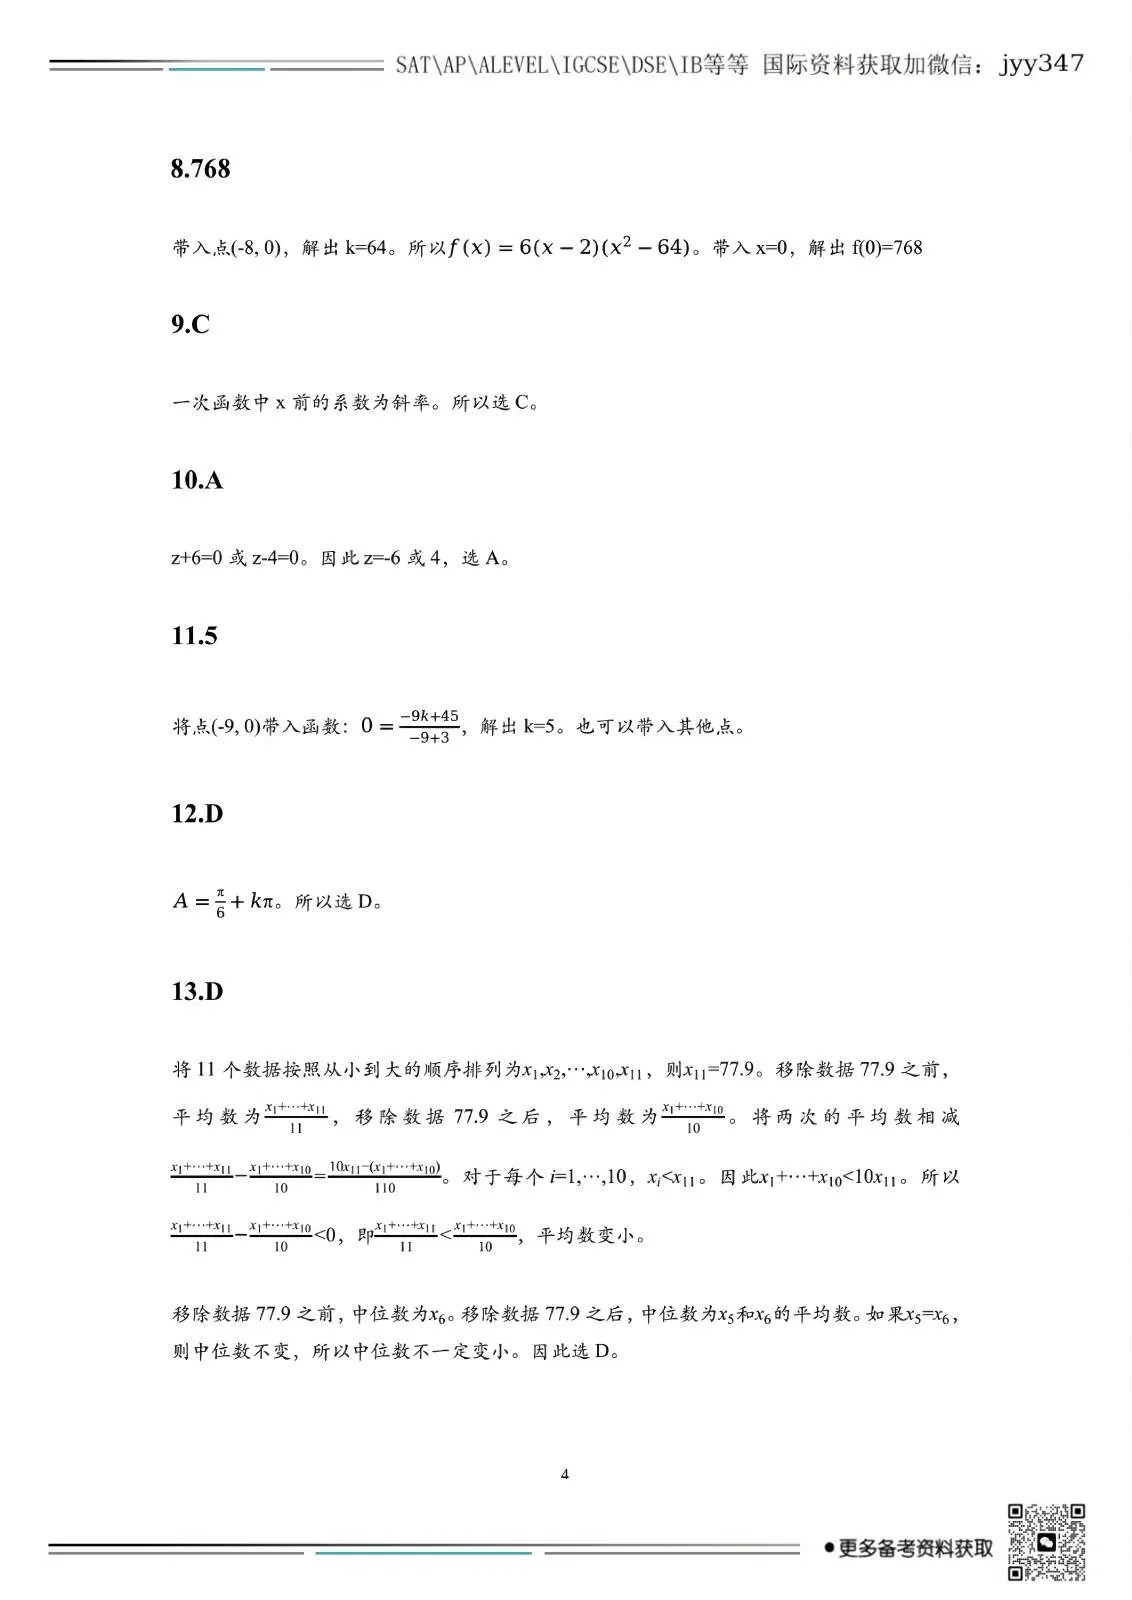 SAT\AP\ALEVEL\IGCSE\DSE\IB等等 国际资料获取加微信：jyy347
8.768
带入点(-8, 0)，解出 k=64。所以f(x) = 6(x − 2)(x² − 64)。带入 x=0，解出 f(0)=768
9.C
一次函数中 x 前的系数为斜率。所以选 C。
10.A
z+6=0 或 z-4=0。因此 z=-6 或 4，选 A。
11.5
将点(-9, 0)带入函数：0 = (−9k+45)/(−9+3)，解出 k=5。也可以带入其他点。
12.D
A = π/6 + kπ。所以选 D。
13.D
将 11 个数据按照从小到大的顺序排列为x₁,x₂,⋯,x₁₀,x₁₁，则x₁₁=77.9。移除数据 77.9 之前，
平均数为(x₁+⋯+x₁₁)/11，移除数据 77.9 之后，平均数为(x₁+⋯+x₁₀)/10。将两次的平均数相减
(x₁+⋯+x₁₁)/11−(x₁+⋯+x₁₀)/10=(10x₁₁−(x₁+⋯+x₁₀))/110。对于每个 i=1,⋯,10，xᵢ<x₁₁。因此x₁+⋯+x₁₀<10x₁₁。所以
(x₁+⋯+x₁₁)/11−(x₁+⋯+x₁₀)/10<0，即(x₁+⋯+x₁₁)/11<(x₁+⋯+x₁₀)/10，平均数变小。
移除数据 77.9 之前，中位数为x₆。移除数据 77.9 之后，中位数为x₅和x₆的平均数。如果x₅=x₆，
则中位数不变，所以中位数不一定变小。因此选 D。
4
●更多备考资料获取